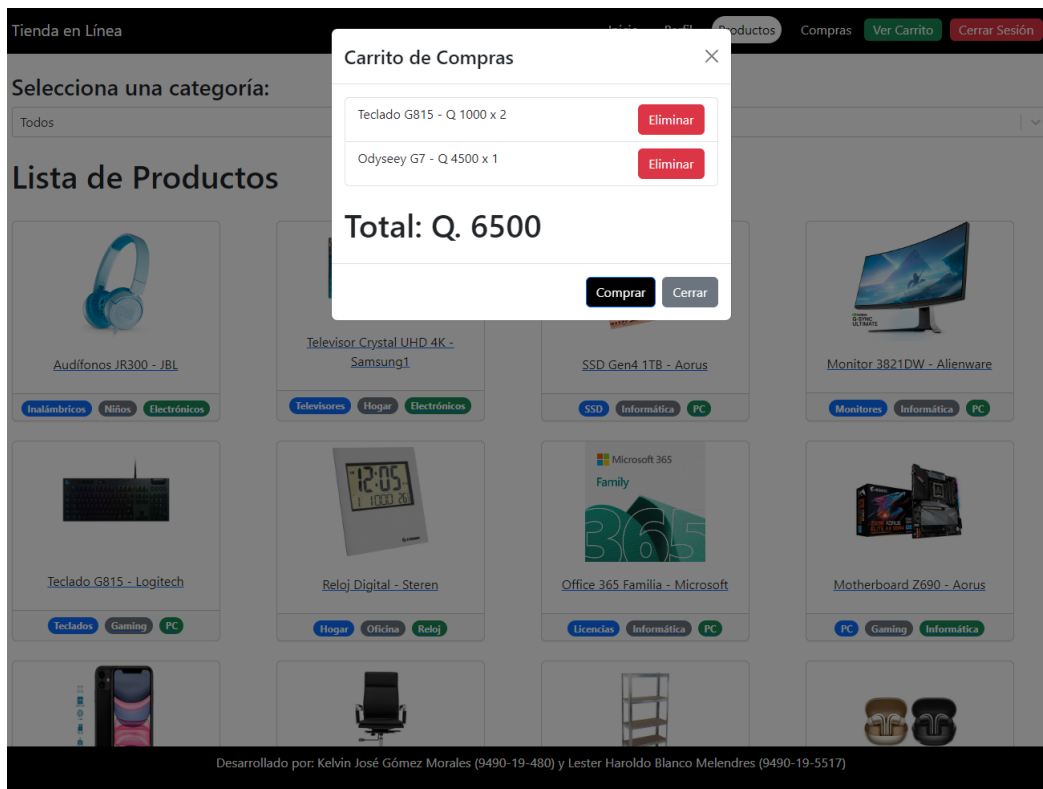 Tienda en Línea
Productos
Compras
Ver Carrito
Cerrar Sesión
Carrito de Compras
Teclado G815 - Q 1000 x 2
Eliminar
Odyseey G7 - Q 4500 x 1
Eliminar
Total: Q. 6500
Comprar
Cerrar
Selecciona una categoría:
Todos
Lista de Productos
Audífonos JR300 - JBL
Inalámbricos Niños Electrónicos
Televisor Crystal UHD 4K -
Samsung1
Televisores Hogar Electrónicos
SSD Gen4 1TB - Aorus
SSD Informática PC
Monitor 3821DW - Alienware
Monitores Informática PC
Teclado G815 - Logitech
Teclados Gaming PC
12:05
Reloj Digital - Steren
Hogar Oficina Reloj
Microsoft 365
Family
365
Office 365 Familia - Microsoft
Licencias Informática PC
Motherboard Z690 - Aorus
PC Gaming Informática
Desarrollado por: Kelvin José Gómez Morales (9490-19-480) y Lester Haroldo Blanco Melendres (9490-19-5517)